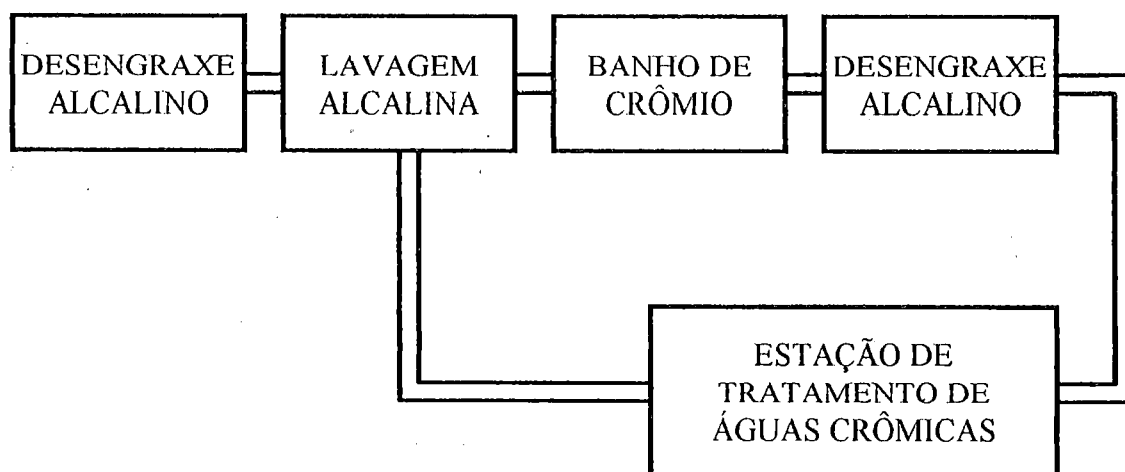 DESENGRAXE
ALCALINO
LAVAGEM
ALCALINA
BANHO DE
CRÔMIO
DESENGRAXE
ALCALINO
ESTAÇÃO DE
TRATAMENTO DE
ÁGUAS CRÔMICAS